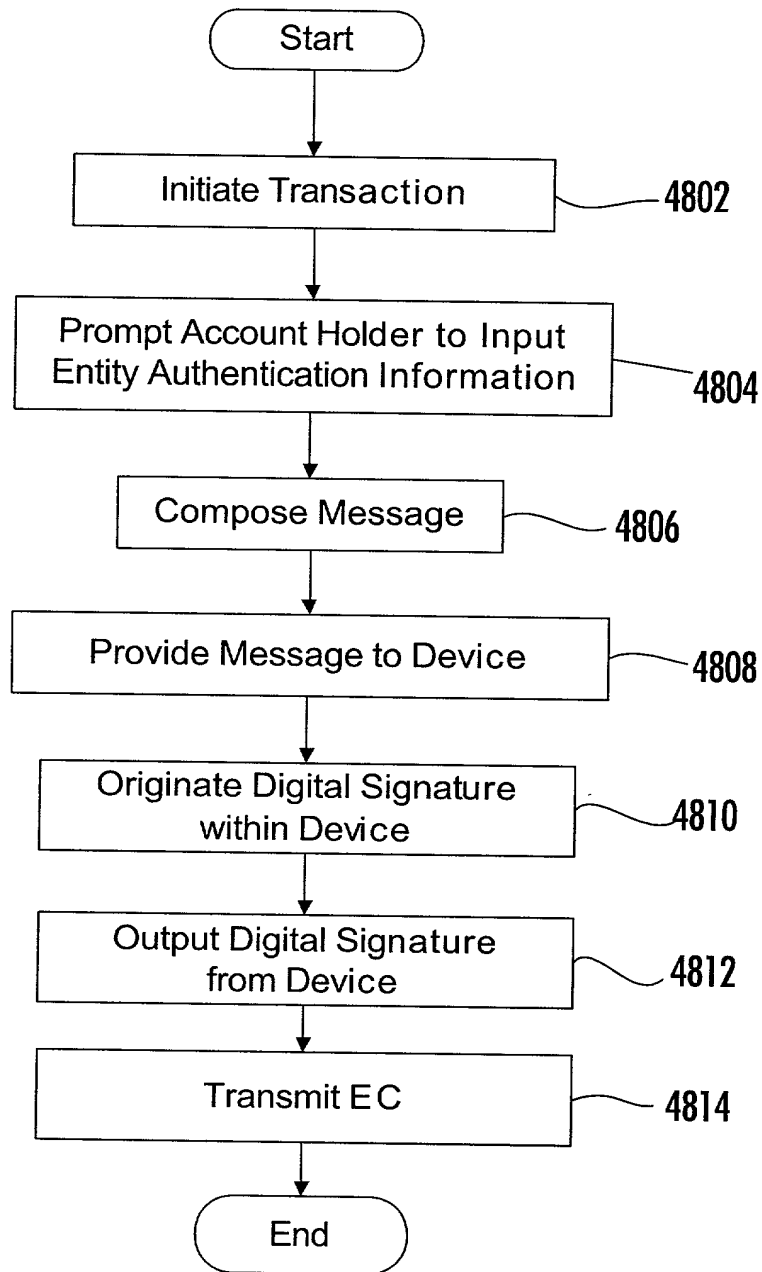 Start
Initiate Transaction
4802
Prompt Account Holder to Input
Entity Authentication Information
4804
Compose Message
4806
Provide Message to Device
4808
Originate Digital Signature
within Device
4810
Output Digital Signature
from Device
4812
Transmit EC
4814
End